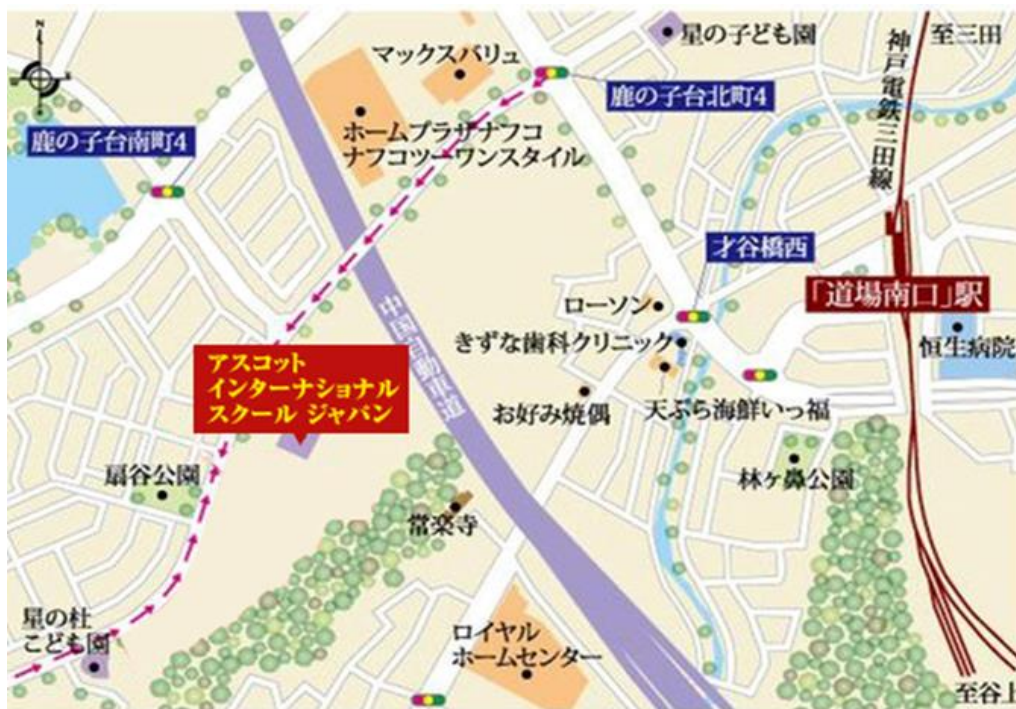 N
マックスバリュ
星の子ども園
至三田
神戸電鉄三田線
鹿の子台北町4
ホームプラザナフコ
ナフコツーワンスタイル
鹿の子台南町4
才谷橋西
「道場南口」駅
ローソン
きずな歯科クリニック
恒生病院
中国自動車道
アスコット
インターナショナル
スクール ジャパン
お好み焼偶
天ぷら海鮮いっ福
扇谷公園
林ヶ鼻公園
常楽寺
星の杜
こども園
ロイヤル
ホームセンター
至谷上